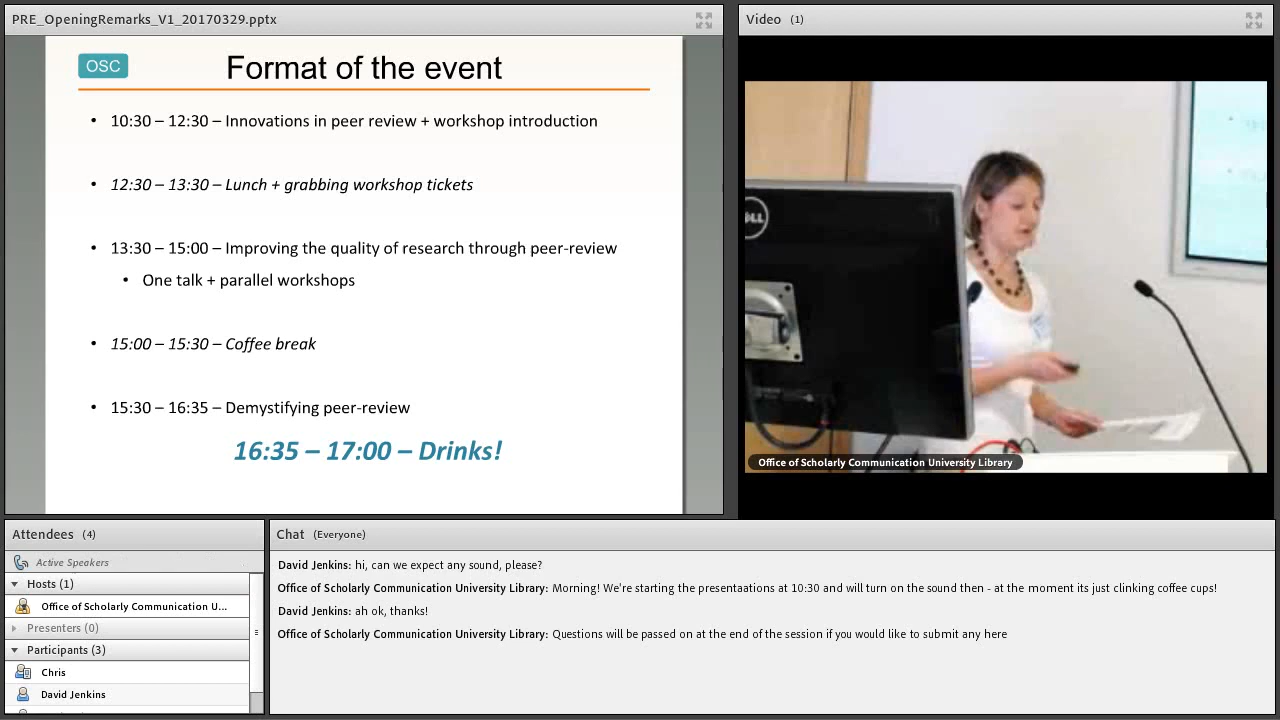 PRE_OpeningRemarks_V1_20170329.pptx
OSC
Format of the event
• 10:30 – 12:30 – Innovations in peer review + workshop introduction
• 12:30 – 13:30 – Lunch + grabbing workshop tickets
• 13:30 – 15:00 – Improving the quality of research through peer-review
• One talk + parallel workshops
• 15:00 – 15:30 – Coffee break
• 15:30 – 16:35 – Demystifying peer-review
16:35 – 17:00 – Drinks!
Video (1)
DELL
Office of Scholarly Communication University Library
Attendees (4)
Active Speakers
Hosts (1)
Office of Scholarly Communication U...
Presenters (0)
Participants (3)
Chris
David Jenkins
Chat (Everyone)
David Jenkins: hi, can we expect any sound, please?
Office of Scholarly Communication University Library: Morning! We're starting the presentaations at 10:30 and will turn on the sound then - at the moment its just clinking coffee cups!
David Jenkins: ah ok, thanks!
Office of Scholarly Communication University Library: Questions will be passed on at the end of the session if you would like to submit any here